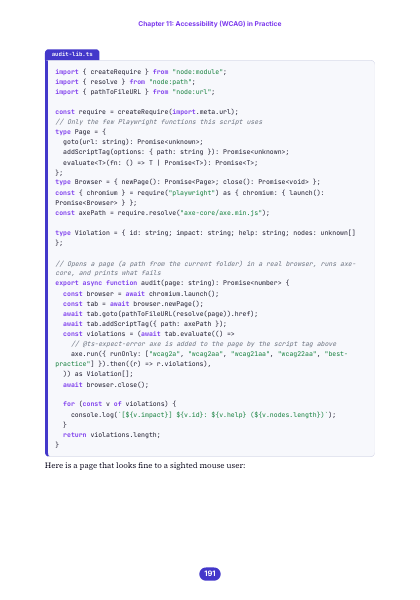 Chapter 11: Accessibility (WCAG) in Practice
audit-lib.ts
import { createRequire } from "node:module";
import { resolve } from "node:path";
import { pathToFileURL } from "node:url";

const require = createRequire(import.meta.url);
// Only the few Playwright functions this script uses
type Page = {
  goto(url: string): Promise<unknown>;
  addScriptTag(options: { path: string }): Promise<unknown>;
  evaluate<T>(fn: () => T | Promise<T>): Promise<T>;
};
type Browser = { newPage(): Promise<Page>; close(): Promise<void> };
const { chromium } = require("playwright") as { chromium: { launch():
Promise<Browser> } };
const axePath = require.resolve("axe-core/axe.min.js");

type Violation = { id: string; impact: string; help: string; nodes: unknown[]
};

// Opens a page (a path from the current folder) in a real browser, runs axe-
core, and prints what fails
export async function audit(page: string): Promise<number> {
  const browser = await chromium.launch();
  const tab = await browser.newPage();
  await tab.goto(pathToFileURL(resolve(page)).href);
  await tab.addScriptTag({ path: axePath });
  const violations = (await tab.evaluate(() =>
    // @ts-expect-error axe is added to the page by the script tag above
    axe.run({ runOnly: ["wcag2a", "wcag2aa", "wcag21aa", "wcag22aa", "best-
practice"] }).then((r) => r.violations),
  )) as Violation[];
  await browser.close();

  for (const v of violations) {
    console.log(`[${v.impact}] ${v.id}: ${v.help} (${v.nodes.length})`);
  }
  return violations.length;
}
Here is a page that looks fine to a sighted mouse user:
191